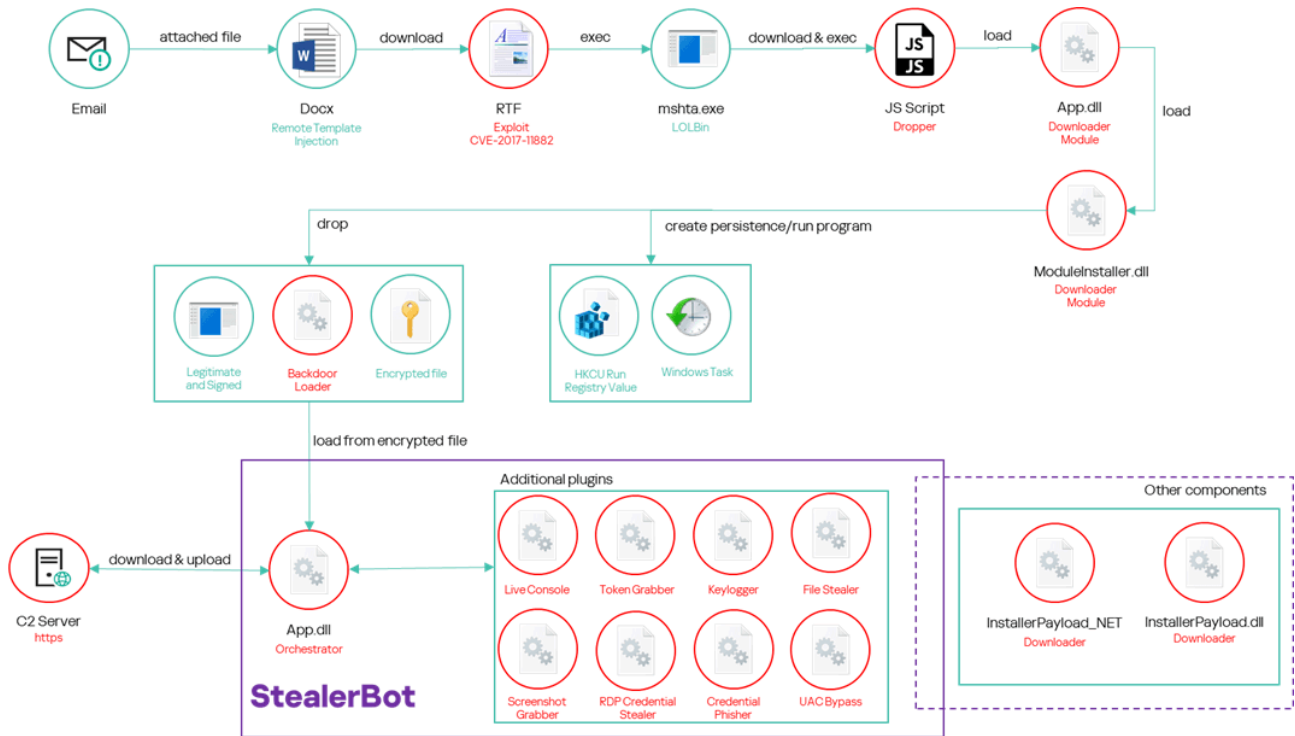 attached file
download
exec
download & exec
load
Email
Docx
Remote Template
Injection
RTF
Exploit
CVE-2017-11882
mshta.exe
LOLBin
JS
JS
JS Script
Dropper
App.dll
Downloader
Module
load
drop
create persistence/run program
ModuleInstaller.dll
Downloader
Module
Legitimate
and Signed
Backdoor
Loader
Encrypted file
HKCU Run
Registry Value
Windows Task
load from encrypted file
Additional plugins
Other components
download & upload
C2 Server
https
App.dll
Orchestrator
Live Console
Token Grabber
Keylogger
File Stealer
Screenshot
Grabber
RDP Credential
Stealer
Credential
Phisher
UAC Bypass
InstallerPayload_NET
Downloader
InstallerPayload.dll
Downloader
StealerBot